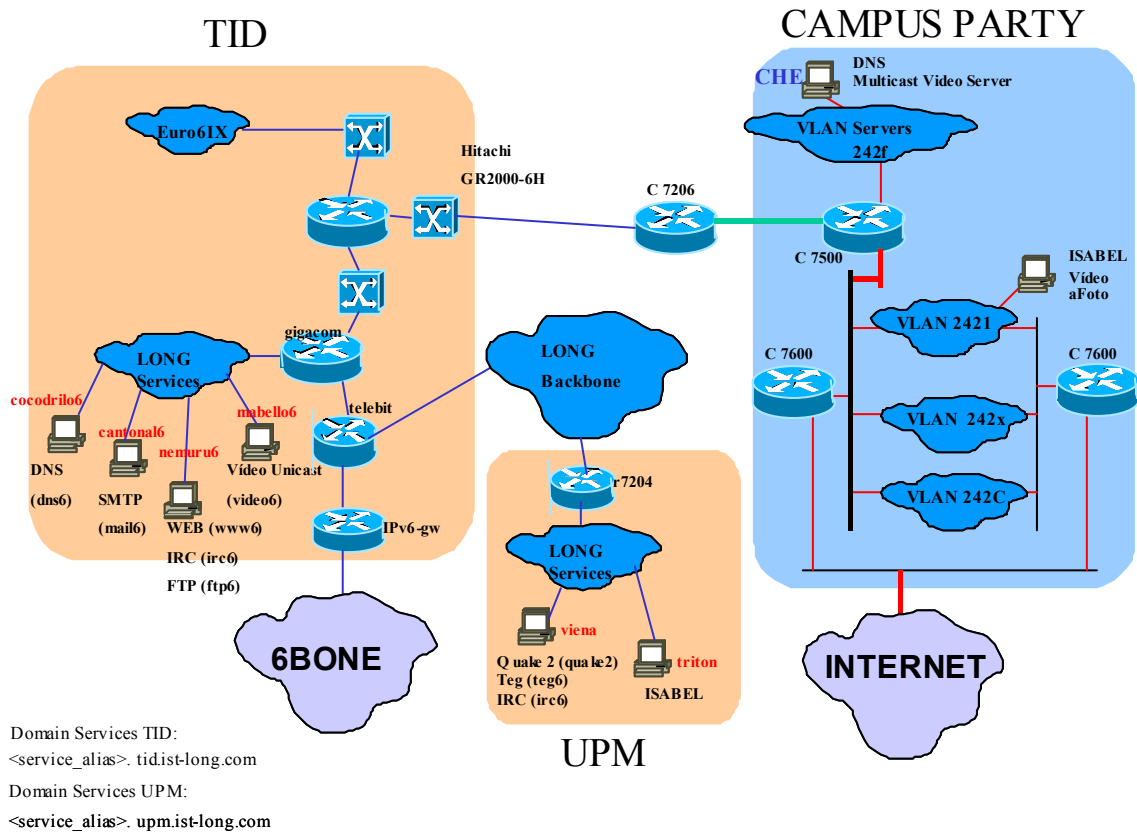 TID
CAMPUS PARTY
Euro6IX
Hitachi
GR2000-6H
C 7206
CHE
DNS
Multicast Video Server
VLAN Servers
242f
C 7500
ISABEL
Vídeo
aFoto
VLAN 2421
C 7600
C 7600
VLAN 242x
VLAN 242C
gigacom
LONG
Services
telebit
LONG
Backbone
cocodrilo6
cantonal6
nemuru6
mabello6
DNS
(dns6)
SMTP
(mail6)
WEB (www6)
IRC (irc6)
FTP (ftp6)
Vídeo Unicast
(video6)
IPv6-gw
r7204
LONG
Services
viena
Quake 2 (quake2)
Teg (teg6)
IRC (irc6)
triton
ISABEL
6BONE
INTERNET
UPM
Domain Services TID:
<service_alias>. tid.ist-long.com
Domain Services UPM:
<service_alias>. upm.ist-long.com